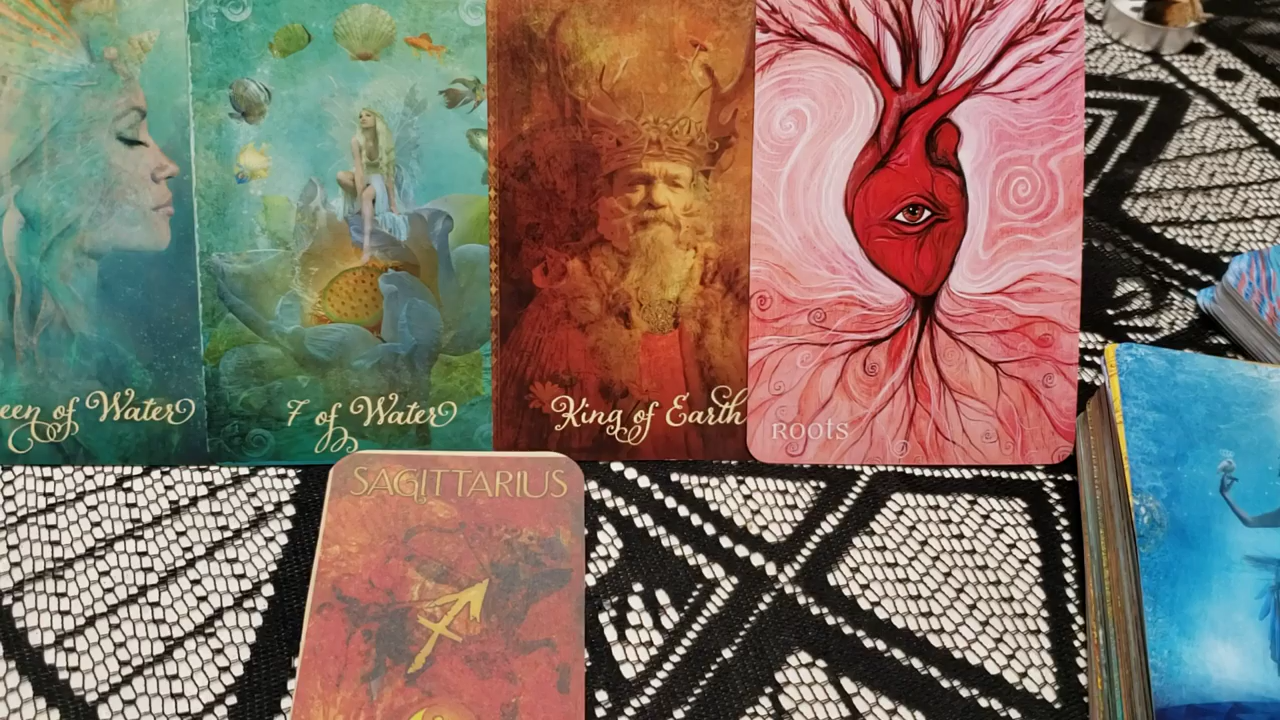 een of Water
7 of Water
King of Earth
ROOTS
SAGITTARIUS